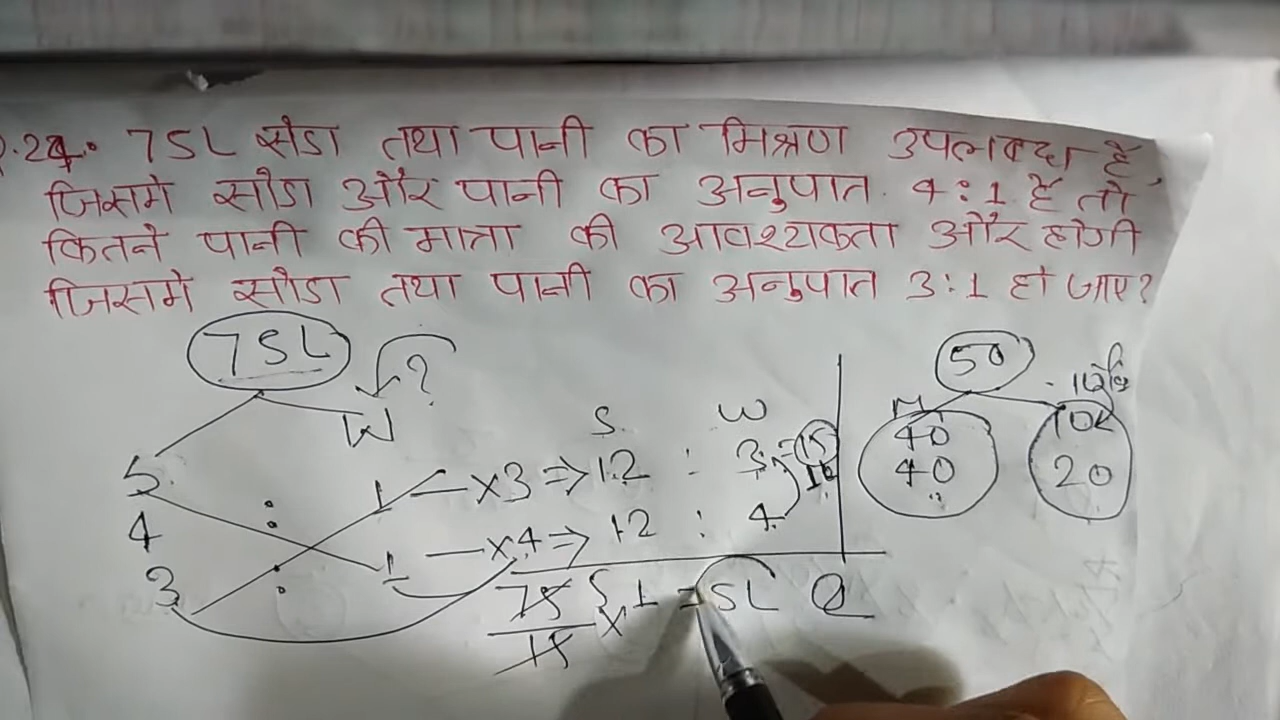 .24. 75L सोडा तथा पानी का मिश्रण उपलब्ध है,
जिसमे सोडा और पानी का अनुपात 4:1 है तो
कितने पानी की मात्रा की आवश्यकता और होगी
जिसमे सोडा तथा पानी का अनुपात 3:1 हो जाए?
75L ?
W
S W
5
4 : 1 ×3 ⇒ 12 : 3 = 15
3 : 1 ×4 ⇒ 12 : 4
75 5 × 1 = 5L
15
50
M
40 10
40 20